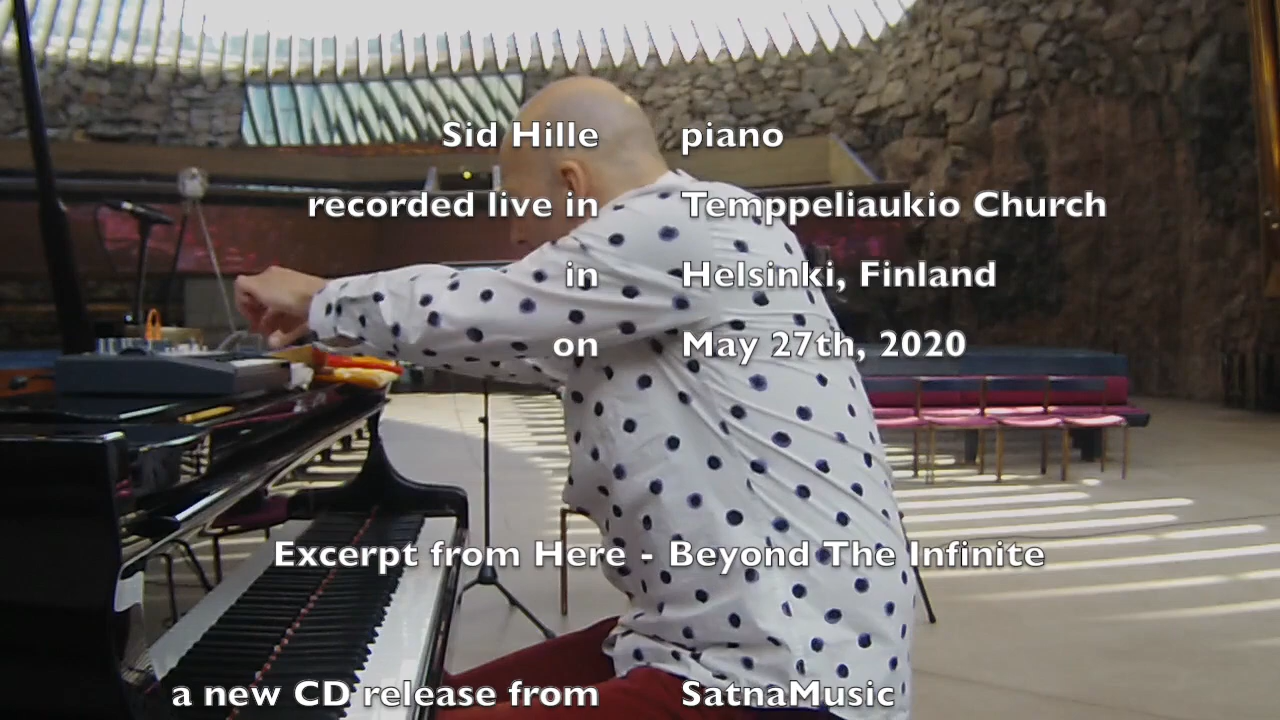 Sid Hille piano
recorded live in Temppeliaukio Church
in Helsinki, Finland
on May 27th, 2020
Excerpt from Here - Beyond The Infinite
a new CD release from SatnaMusic